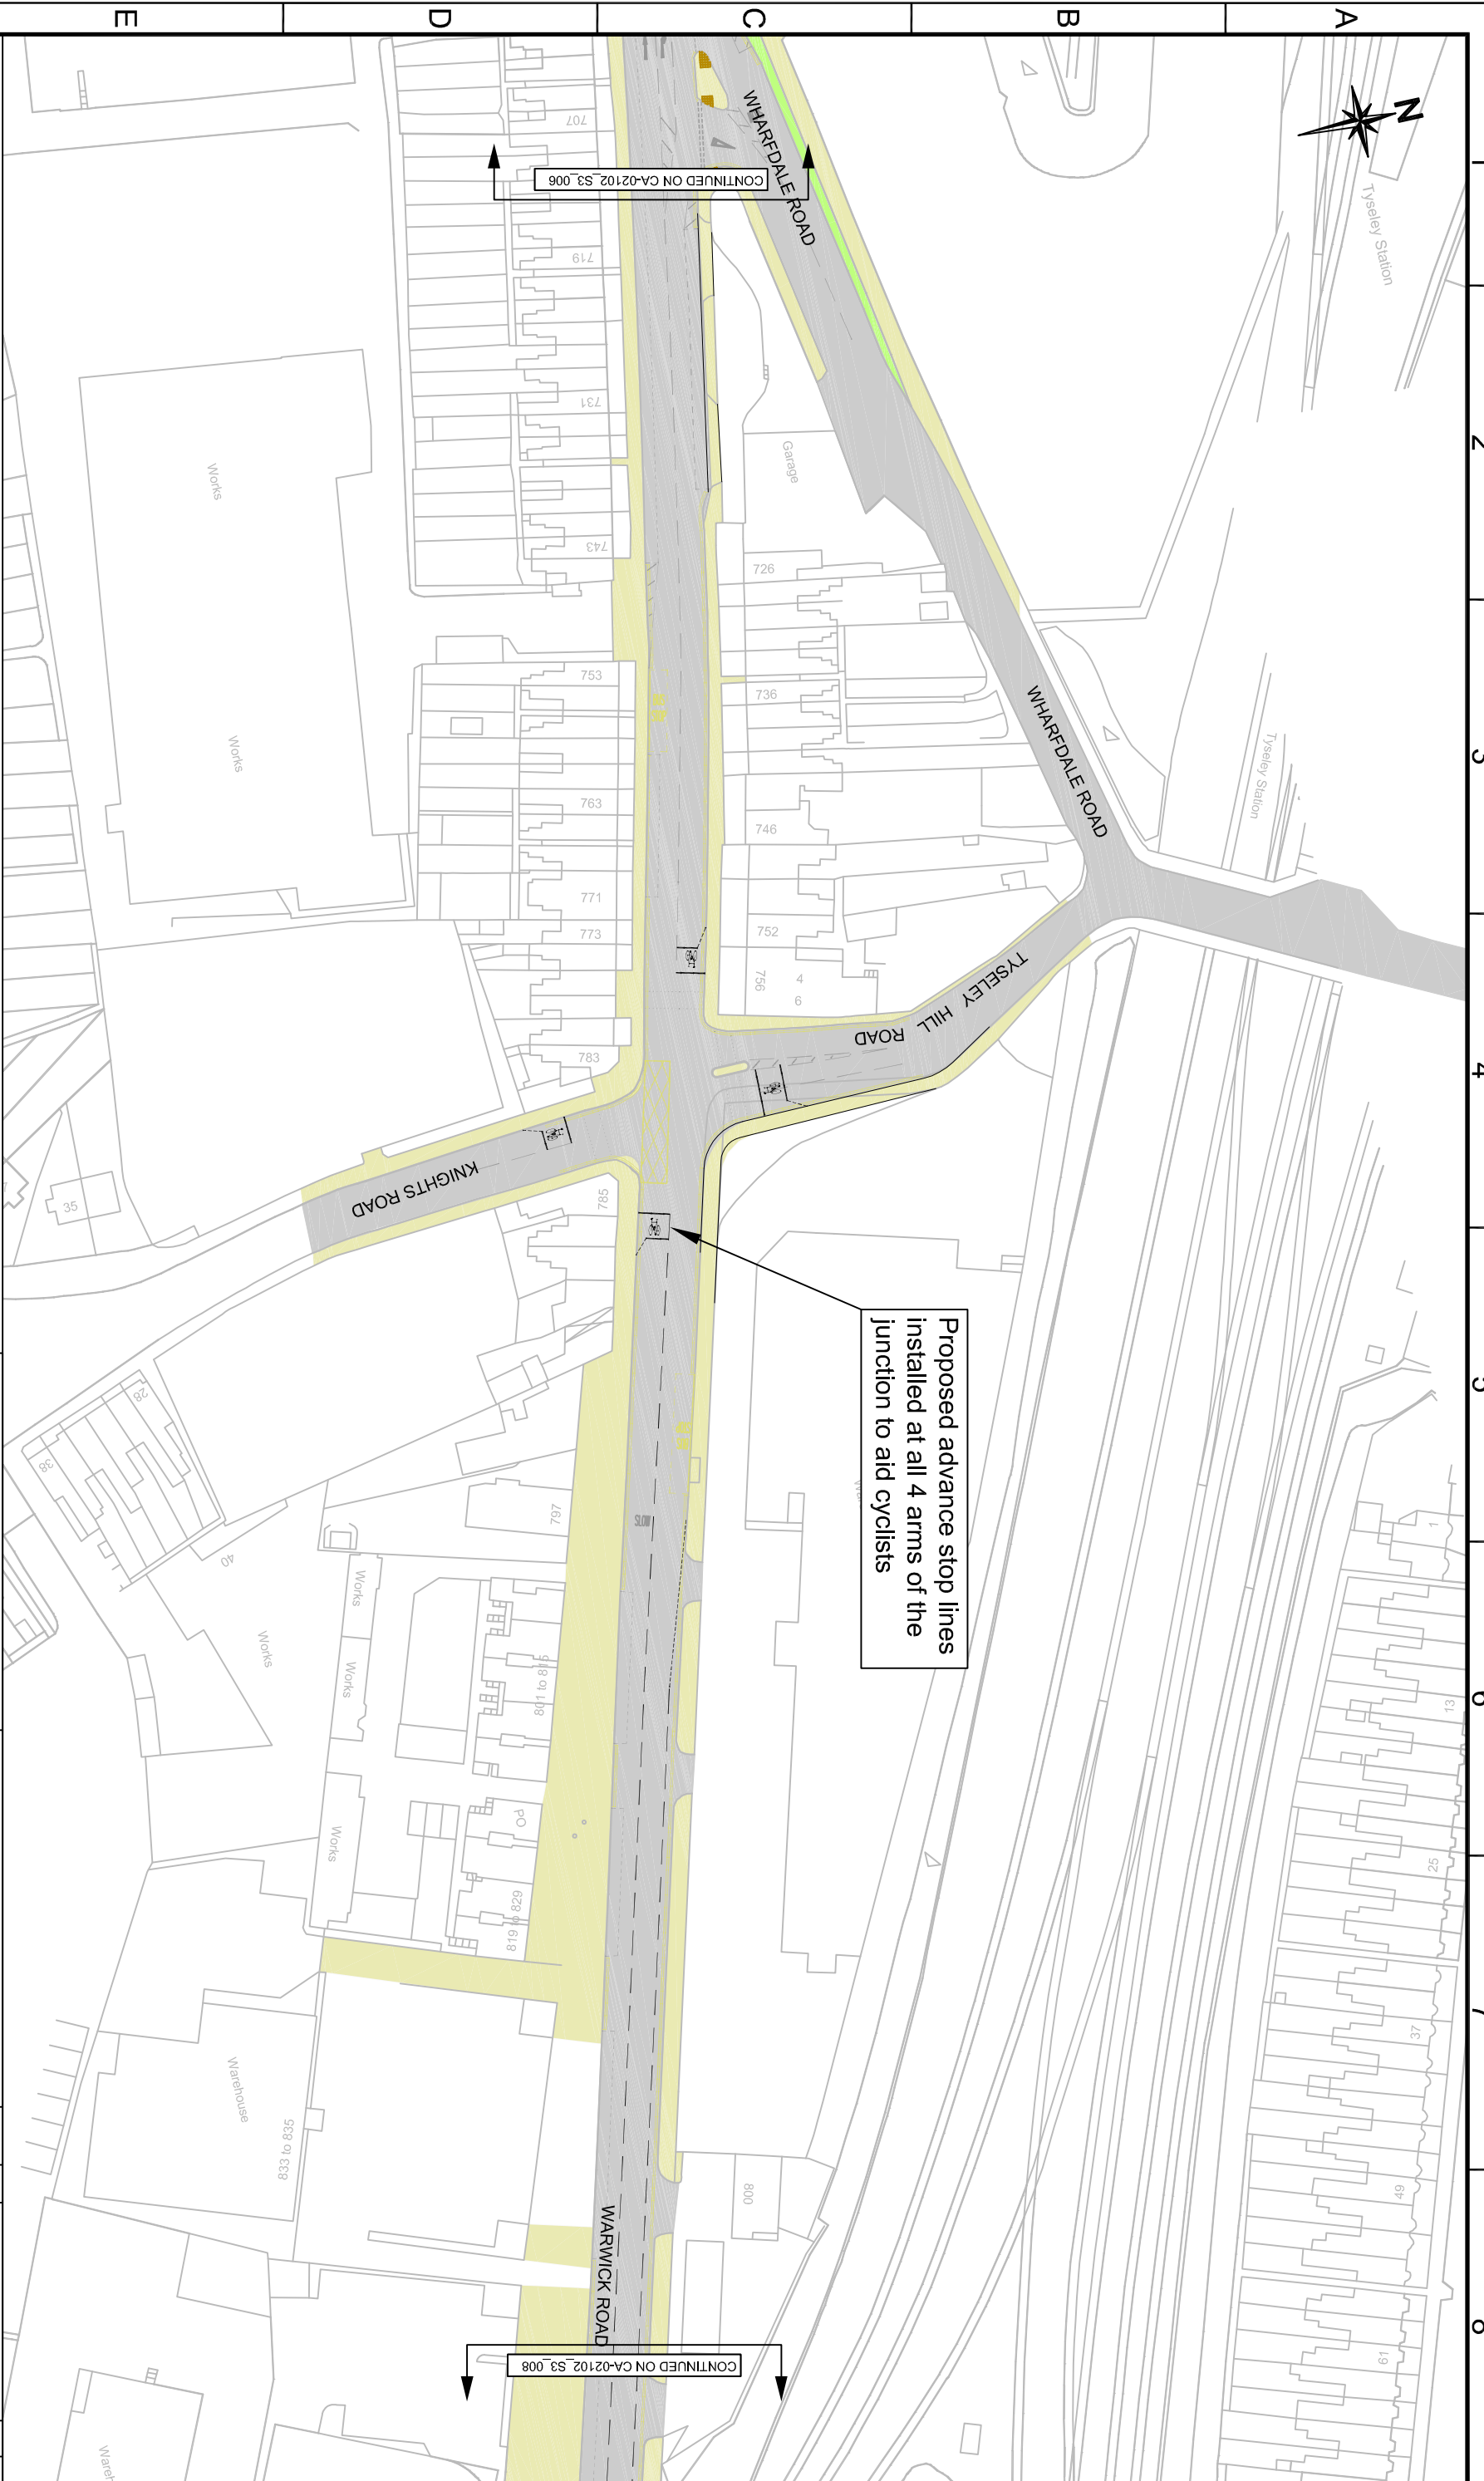 E
D
C
B
A
1
2
3
4
5
6
7
8
N
Tyseley Station
WHARFDALE ROAD
CONTINUED ON CA-02102_S3_006
707
719
731
743
Garage
726
Works
Works
753
763
771
773
783
736
746
752
756
4
6
WHARFDALE ROAD
Tyseley Station
TYSELEY HILL ROAD
KNIGHTS ROAD
35
785
Proposed advance stop lines
installed at all 4 arms of the
junction to aid cyclists
28
38
40
797
SLOW
Works
Works
Works
Works
801 to 815
PO
819 to 829
1
13
25
37
49
61
Warehouse
833 to 835
800
WARWICK ROAD
CONTINUED ON CA-02102_S3_008